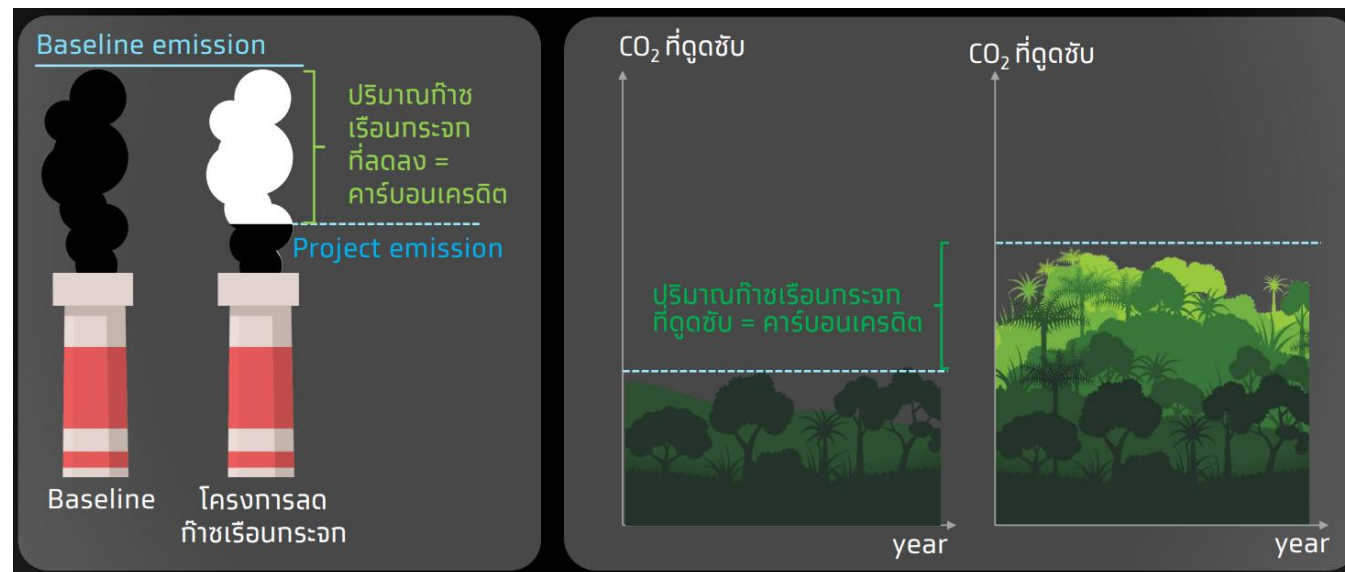 Baseline emission
ปริมาณก๊าซ
เรือนกระจก
ที่ลดลง =
คาร์บอนเครดิต
Project emission
Baseline
โครงการลด
ก๊าซเรือนกระจก
CO₂ ที่ดูดซับ
ปริมาณก๊าซเรือนกระจก
ที่ดูดซับ = คาร์บอนเครดิต
year
CO₂ ที่ดูดซับ
year